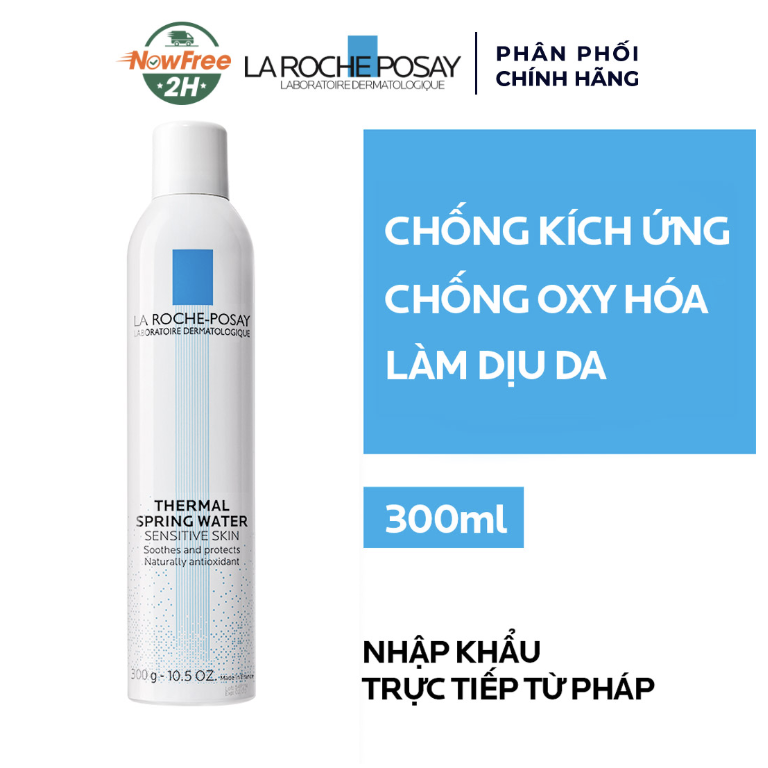 NowFree
2H
LA ROCHE POSAY
LABORATOIRE DERMATOLOGIQUE
PHÂN PHỐI
CHÍNH HÃNG
LA ROCHE-POSAY
LABORATOIRE DERMATOLOGIQUE
THERMAL
SPRING WATER
SENSITIVE SKIN
Soothes and protects
Naturally antioxidant
300 g - 10.5 OZ.
CHỐNG KÍCH ỨNG
CHỐNG OXY HÓA
LÀM DỊU DA
300ml
NHẬP KHẨU
TRỰC TIẾP TỪ PHÁP